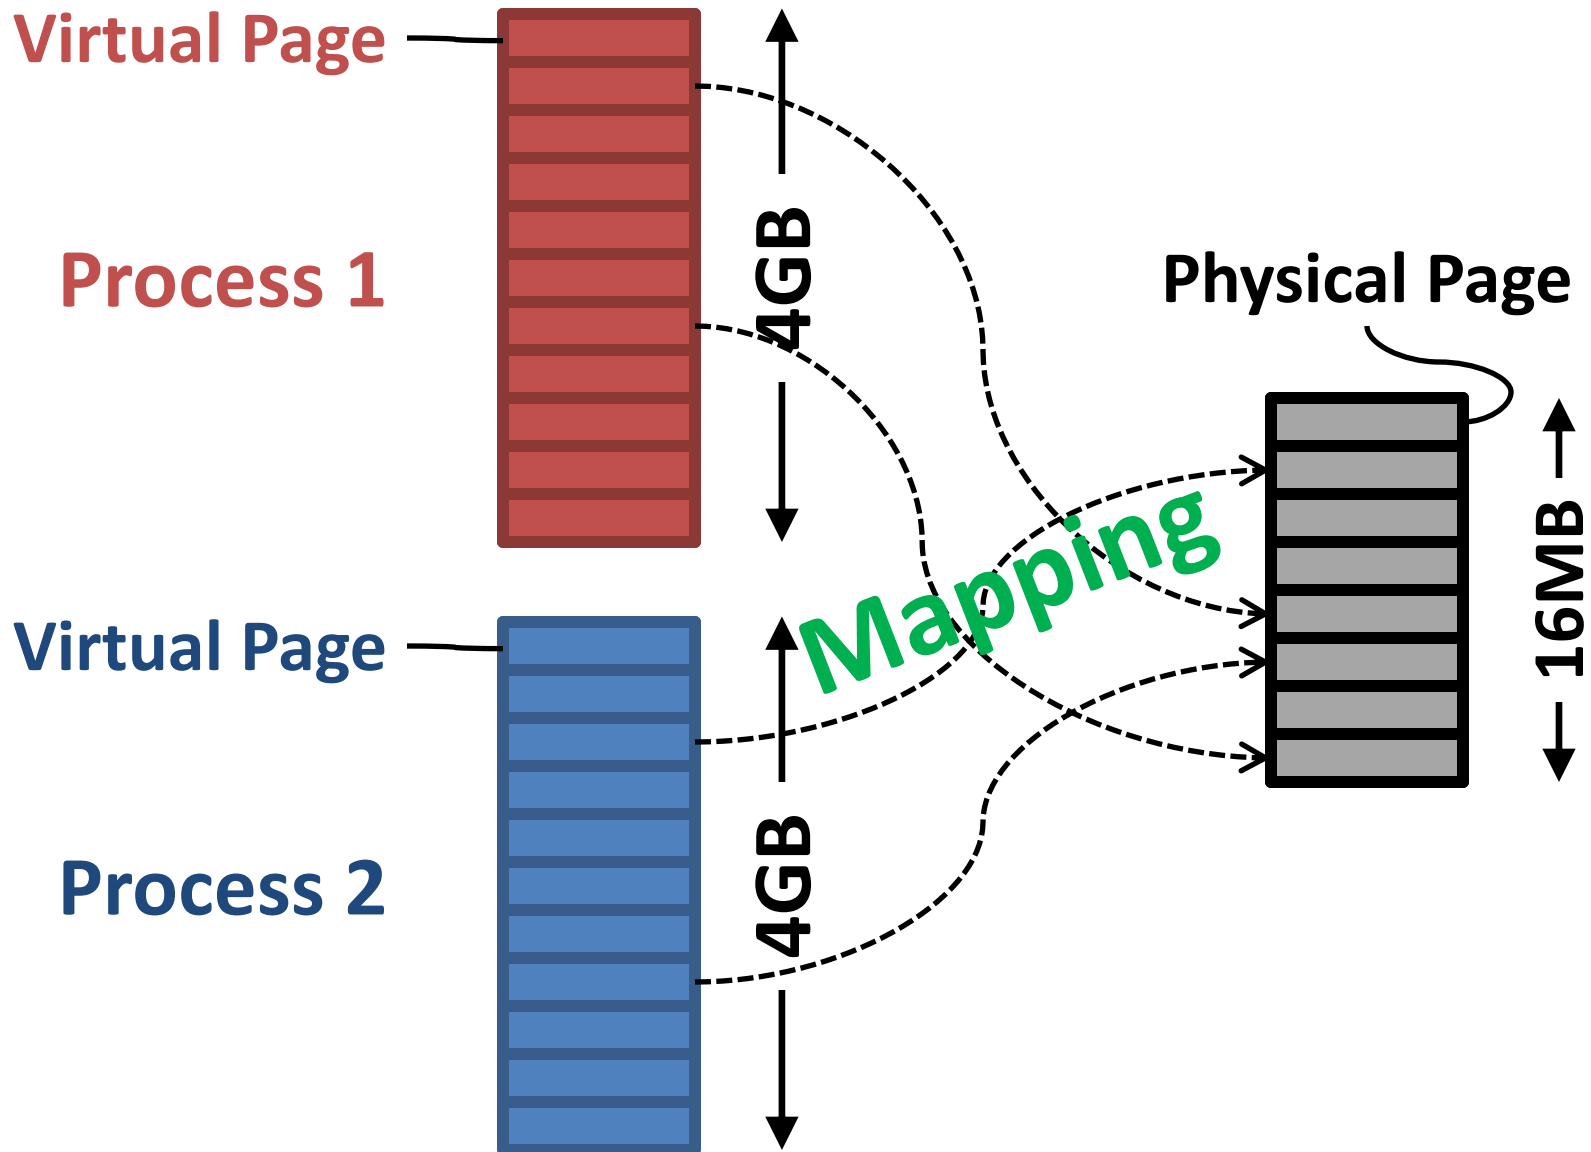 Virtual Page
Process 1
4GB
Physical Page
Mapping
16MB
Virtual Page
Process 2
4GB